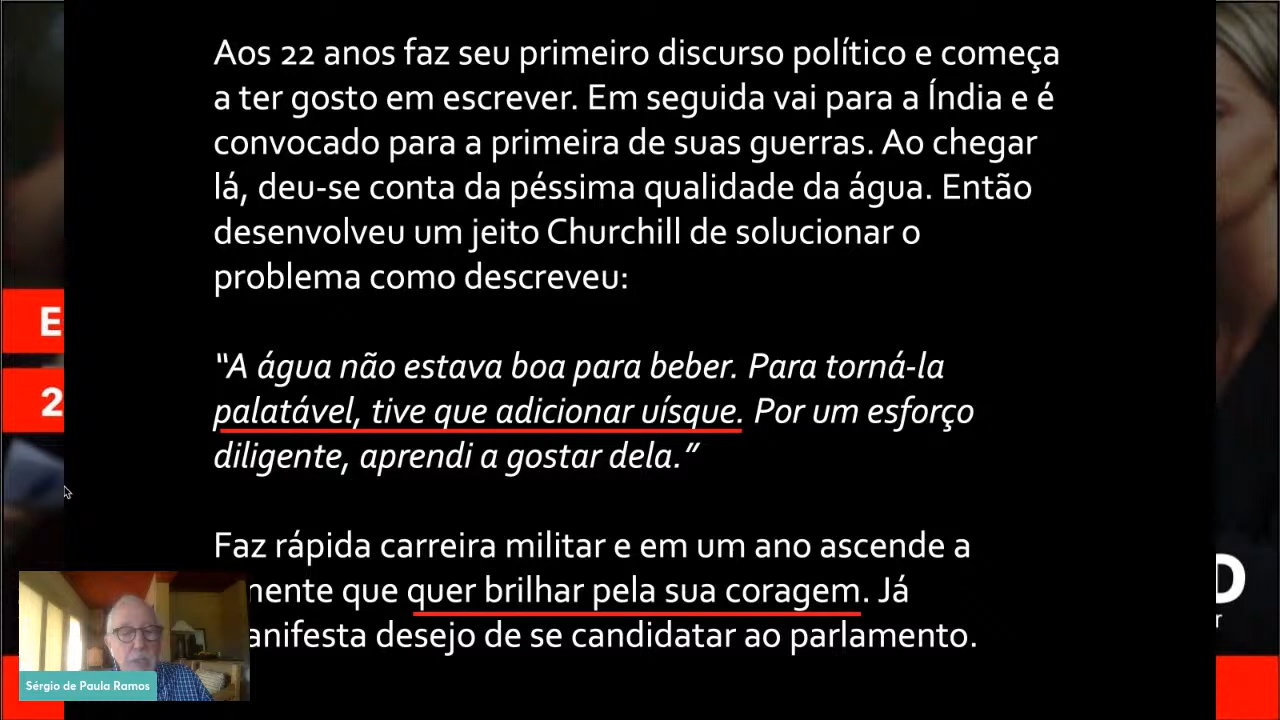 Aos 22 anos faz seu primeiro discurso político e começa
a ter gosto em escrever. Em seguida vai para a Índia e é
convocado para a primeira de suas guerras. Ao chegar
lá, deu-se conta da péssima qualidade da água. Então
desenvolveu um jeito Churchill de solucionar o
problema como descreveu:
“A água não estava boa para beber. Para torná-la
palatável, tive que adicionar uísque. Por um esforço
diligente, aprendi a gostar dela.”
Faz rápida carreira militar e em um ano ascende a
que quer brilhar pela sua coragem. Já
desejo de se candidatar ao parlamento.
E
2
D
r
Sérgio de Paula Ramos